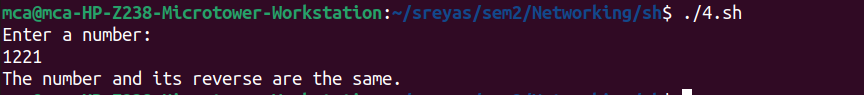 mca@mca-HP-Z238-Microtower-Workstation:~/sreyas/sem2/Networking/sh$ ./4.sh
Enter a number:
1221
The number and its reverse are the same.